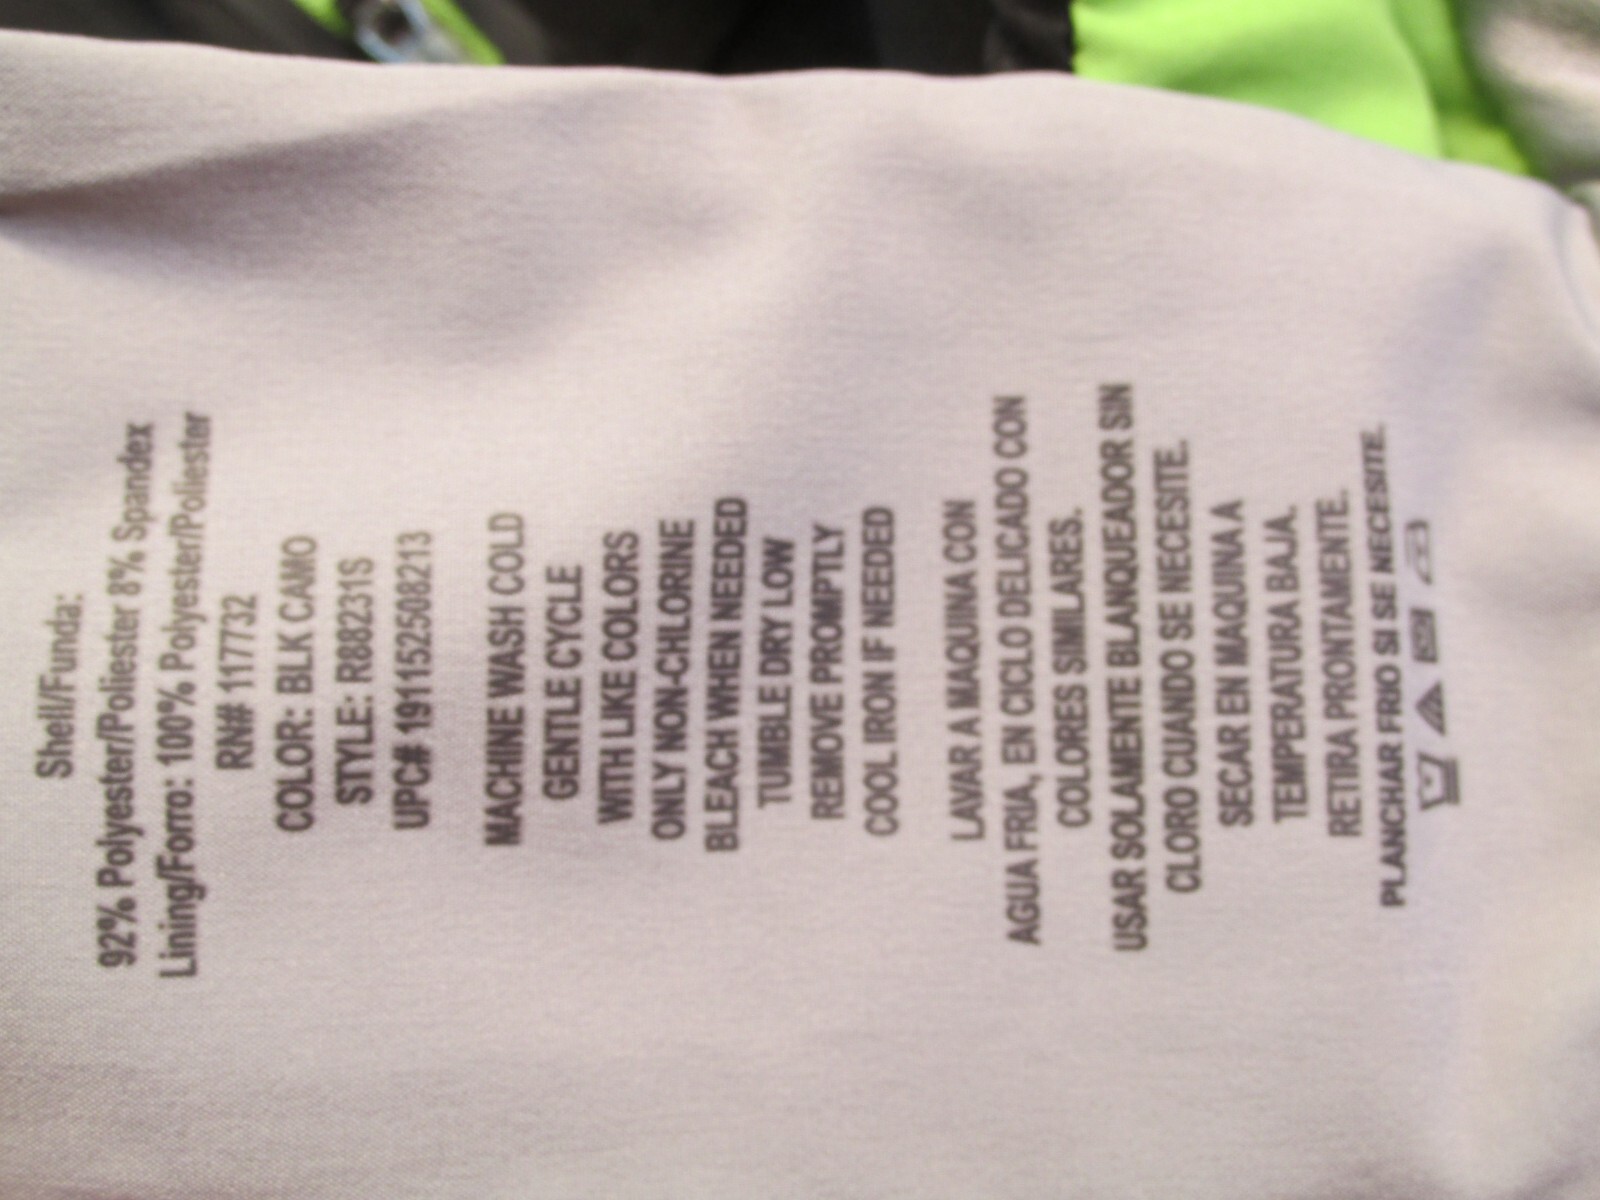 Shell/Funda:
92% Polyester/Poliester 8% Spandex
Lining/Forro: 100% Polyester/Poliester
RN# 117732
COLOR: BLK CAMO
STYLE: R88231S
UPC# 191152508213
MACHINE WASH COLD
GENTLE CYCLE
WITH LIKE COLORS
ONLY NON-CHLORINE
BLEACH WHEN NEEDED
TUMBLE DRY LOW
REMOVE PROMPTLY
COOL IRON IF NEEDED
LAVAR A MAQUINA CON
AGUA FRIA, EN CICLO DELICADO CON
COLORES SIMILARES.
USAR SOLAMENTE BLANQUEADOR SIN
CLORO CUANDO SE NECESITE.
SECAR EN MAQUINA A
TEMPERATURA BAJA.
RETIRA PRONTAMENTE.
PLANCHAR FRIO SI SE NECESITE.